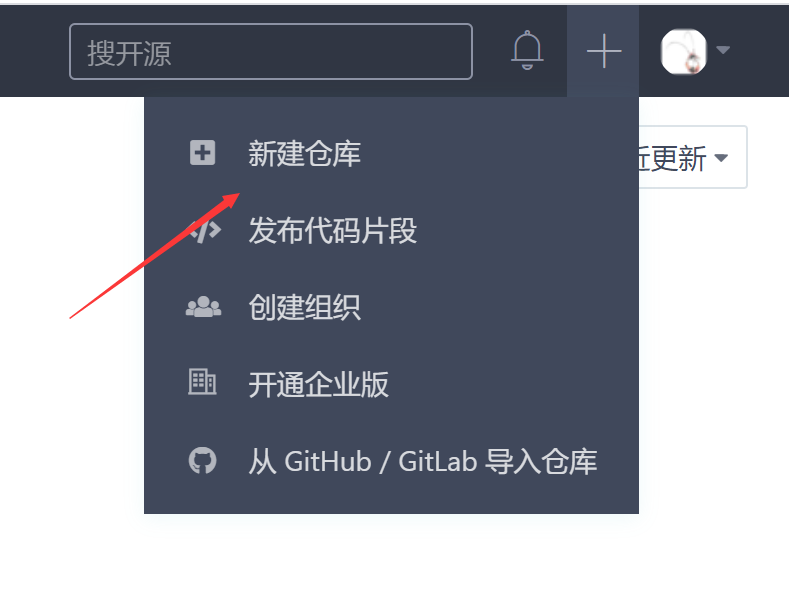 搜开源
新建仓库
近更新
发布代码片段
创建组织
开通企业版
从 GitHub / GitLab 导入仓库